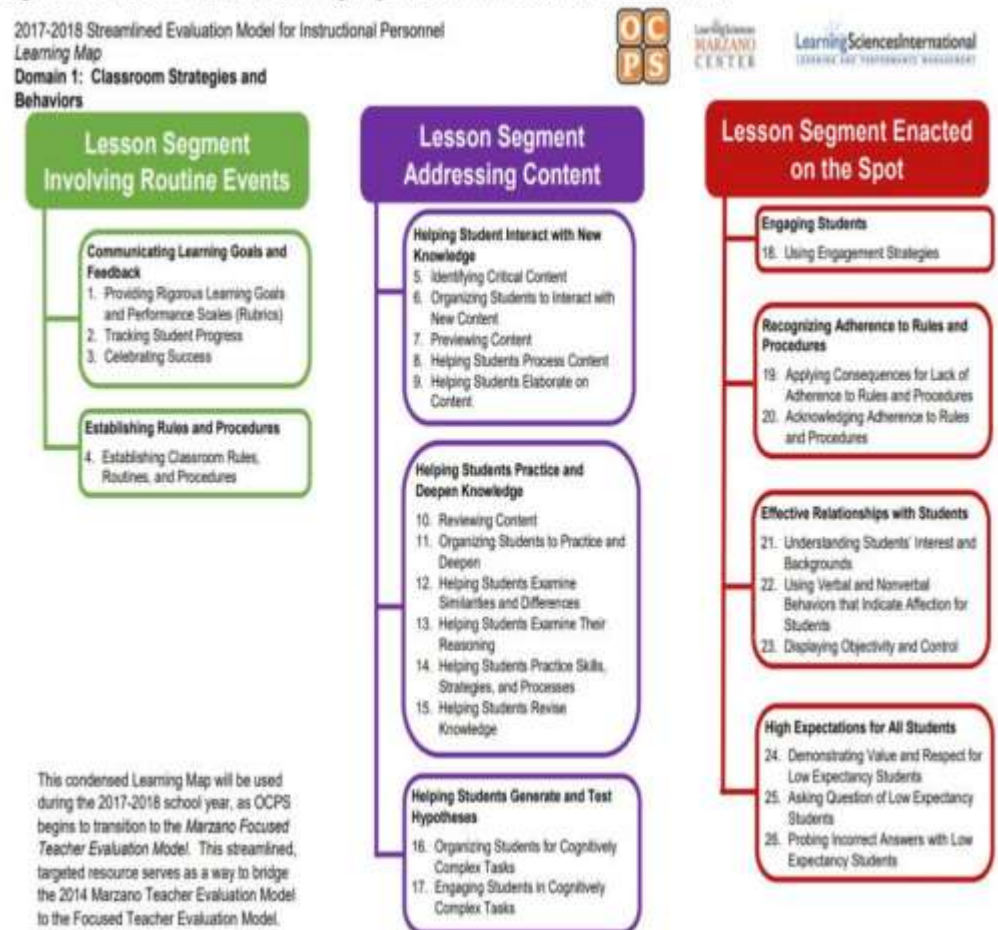 2017-2018 Streamlined Evaluation Model for Instructional Personnel
Learning Map
Domain 1: Classroom Strategies and
Behaviors
OC
PS
LearningSciences
MARZANO
CENTER
LearningSciencesInternational
LEARNING AND PERFORMANCE MANAGEMENT
Lesson Segment
Involving Routine Events
Communicating Learning Goals and
Feedback
1. Providing Rigorous Learning Goals
and Performance Scales (Rubrics)
2. Tracking Student Progress
3. Celebrating Success
Establishing Rules and Procedures
4. Establishing Classroom Rules,
Routines, and Procedures
This condensed Learning Map will be used
during the 2017-2018 school year, as OCPS
begins to transition to the Marzano Focused
Teacher Evaluation Model. This streamlined,
targeted resource serves as a way to bridge
the 2014 Marzano Teacher Evaluation Model
to the Focused Teacher Evaluation Model.
Lesson Segment
Addressing Content
Helping Student Interact with New
Knowledge
5. Identifying Critical Content
6. Organizing Students to Interact with
New Content
7. Previewing Content
8. Helping Students Process Content
9. Helping Students Elaborate on
Content
Helping Students Practice and
Deepen Knowledge
10. Reviewing Content
11. Organizing Students to Practice and
Deepen
12. Helping Students Examine
Similarities and Differences
13. Helping Students Examine Their
Reasoning
14. Helping Students Practice Skills,
Strategies, and Processes
15. Helping Students Revise
Knowledge
Helping Students Generate and Test
Hypotheses
16. Organizing Students for Cognitively
Complex Tasks
17. Engaging Students in Cognitively
Complex Tasks
Lesson Segment Enacted
on the Spot
Engaging Students
18. Using Engagement Strategies
Recognizing Adherence to Rules and
Procedures
19. Applying Consequences for Lack of
Adherence to Rules and Procedures
20. Acknowledging Adherence to Rules
and Procedures
Effective Relationships with Students
21. Understanding Students' Interest and
Backgrounds
22. Using Verbal and Nonverbal
Behaviors that Indicate Affection for
Students
23. Displaying Objectivity and Control
High Expectations for All Students
24. Demonstrating Value and Respect for
Low Expectancy Students
25. Asking Question of Low Expectancy
Students
26. Probing Incorrect Answers with Low
Expectancy Students